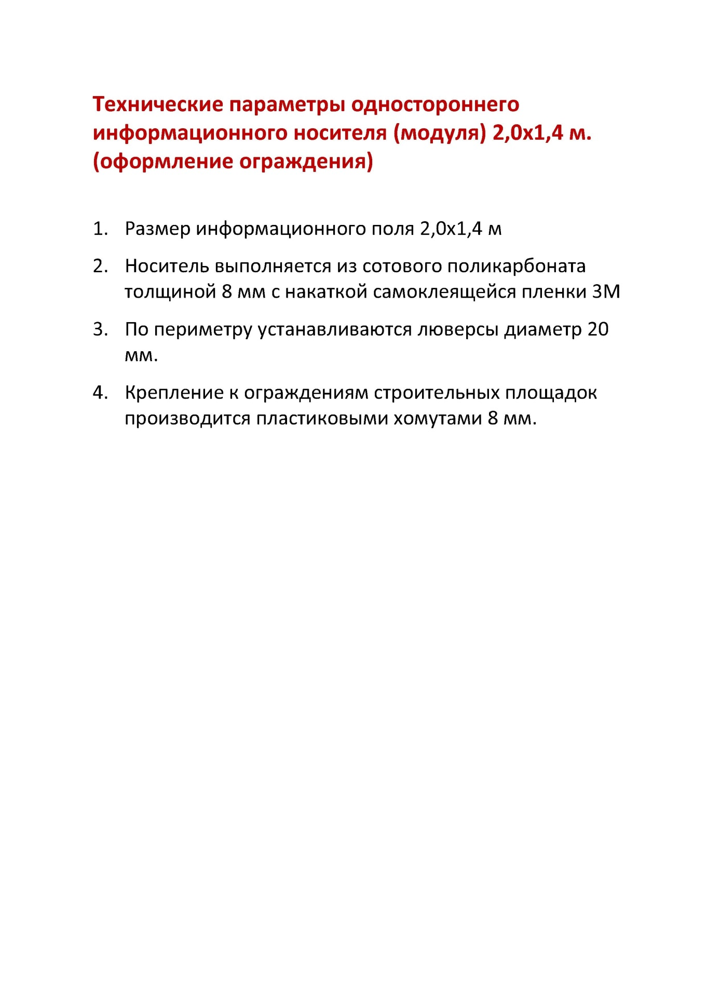 Технические параметры одностороннего
информационного носителя (модуля) 2,0х1,4 м.
(оформление ограждения)
1. Размер информационного поля 2,0х1,4 м
2. Носитель выполняется из сотового поликарбоната
толщиной 8 мм с накаткой самоклеящейся пленки 3М
3. По периметру устанавливаются люверсы диаметр 20
мм.
4. Крепление к ограждениям строительных площадок
производится пластиковыми хомутами 8 мм.